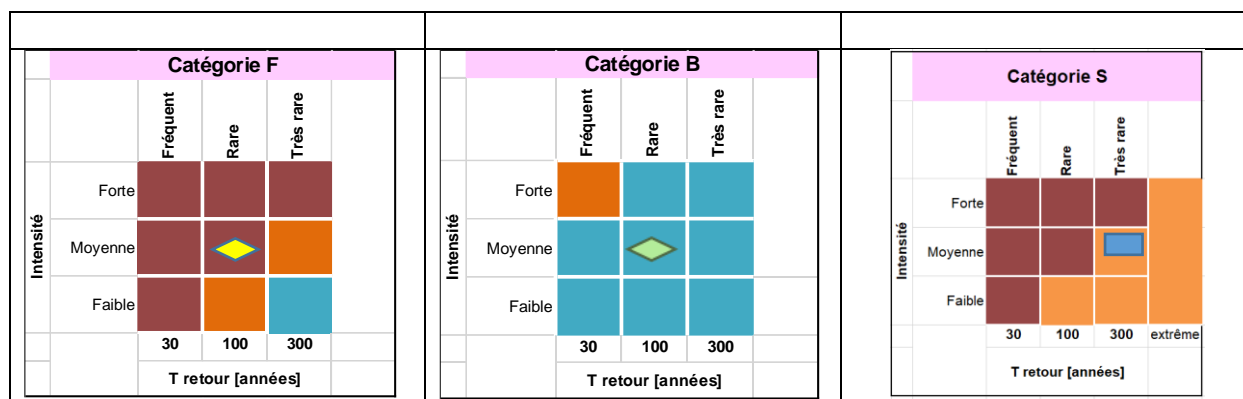 Catégorie F
Fréquent
Rare
Très rare
Intensité
Forte
Moyenne
Faible
30 100 300
T retour [années]
Catégorie B
Fréquent
Rare
Très rare
Intensité
Forte
Moyenne
Faible
30 100 300
T retour [années]
Catégorie S
Fréquent
Rare
Très rare
Intensité
Forte
Moyenne
Faible
30 100 300 extrême
T retour [années]